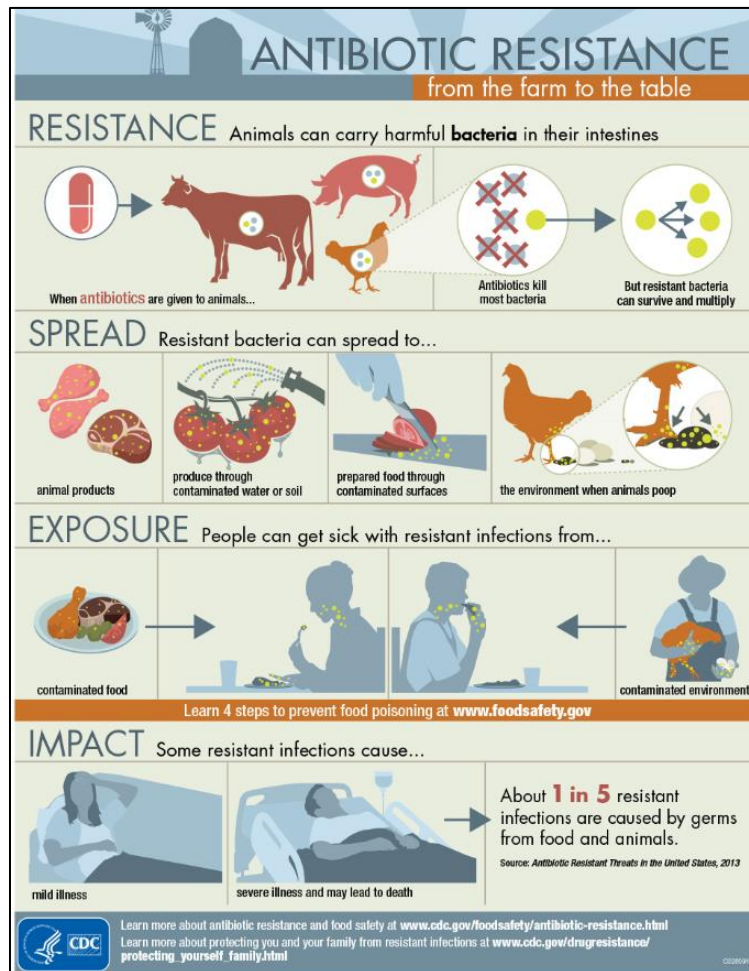 ANTIBIOTIC RESISTANCE
from the farm to the table
RESISTANCE Animals can carry harmful bacteria in their intestines
When antibiotics are given to animals...
Antibiotics kill
most bacteria
But resistant bacteria
can survive and multiply
SPREAD Resistant bacteria can spread to...
animal products
produce through
contaminated water or soil
prepared food through
contaminated surfaces
the environment when animals poop
EXPOSURE People can get sick with resistant infections from...
contaminated food
contaminated environment
Learn 4 steps to prevent food poisoning at www.foodsafety.gov
IMPACT Some resistant infections cause...
mild illness
severe illness and may lead to death
About 1 in 5 resistant
infections are caused by germs
from food and animals.
Source: Antibiotic Resistant Threats in the United States, 2013
CDC
Learn more about antibiotic resistance and food safety at www.cdc.gov/foodsafety/antibiotic-resistance.html
Learn more about protecting you and your family from resistant infections at www.cdc.gov/drugresistance/
protecting_yourself_family.html